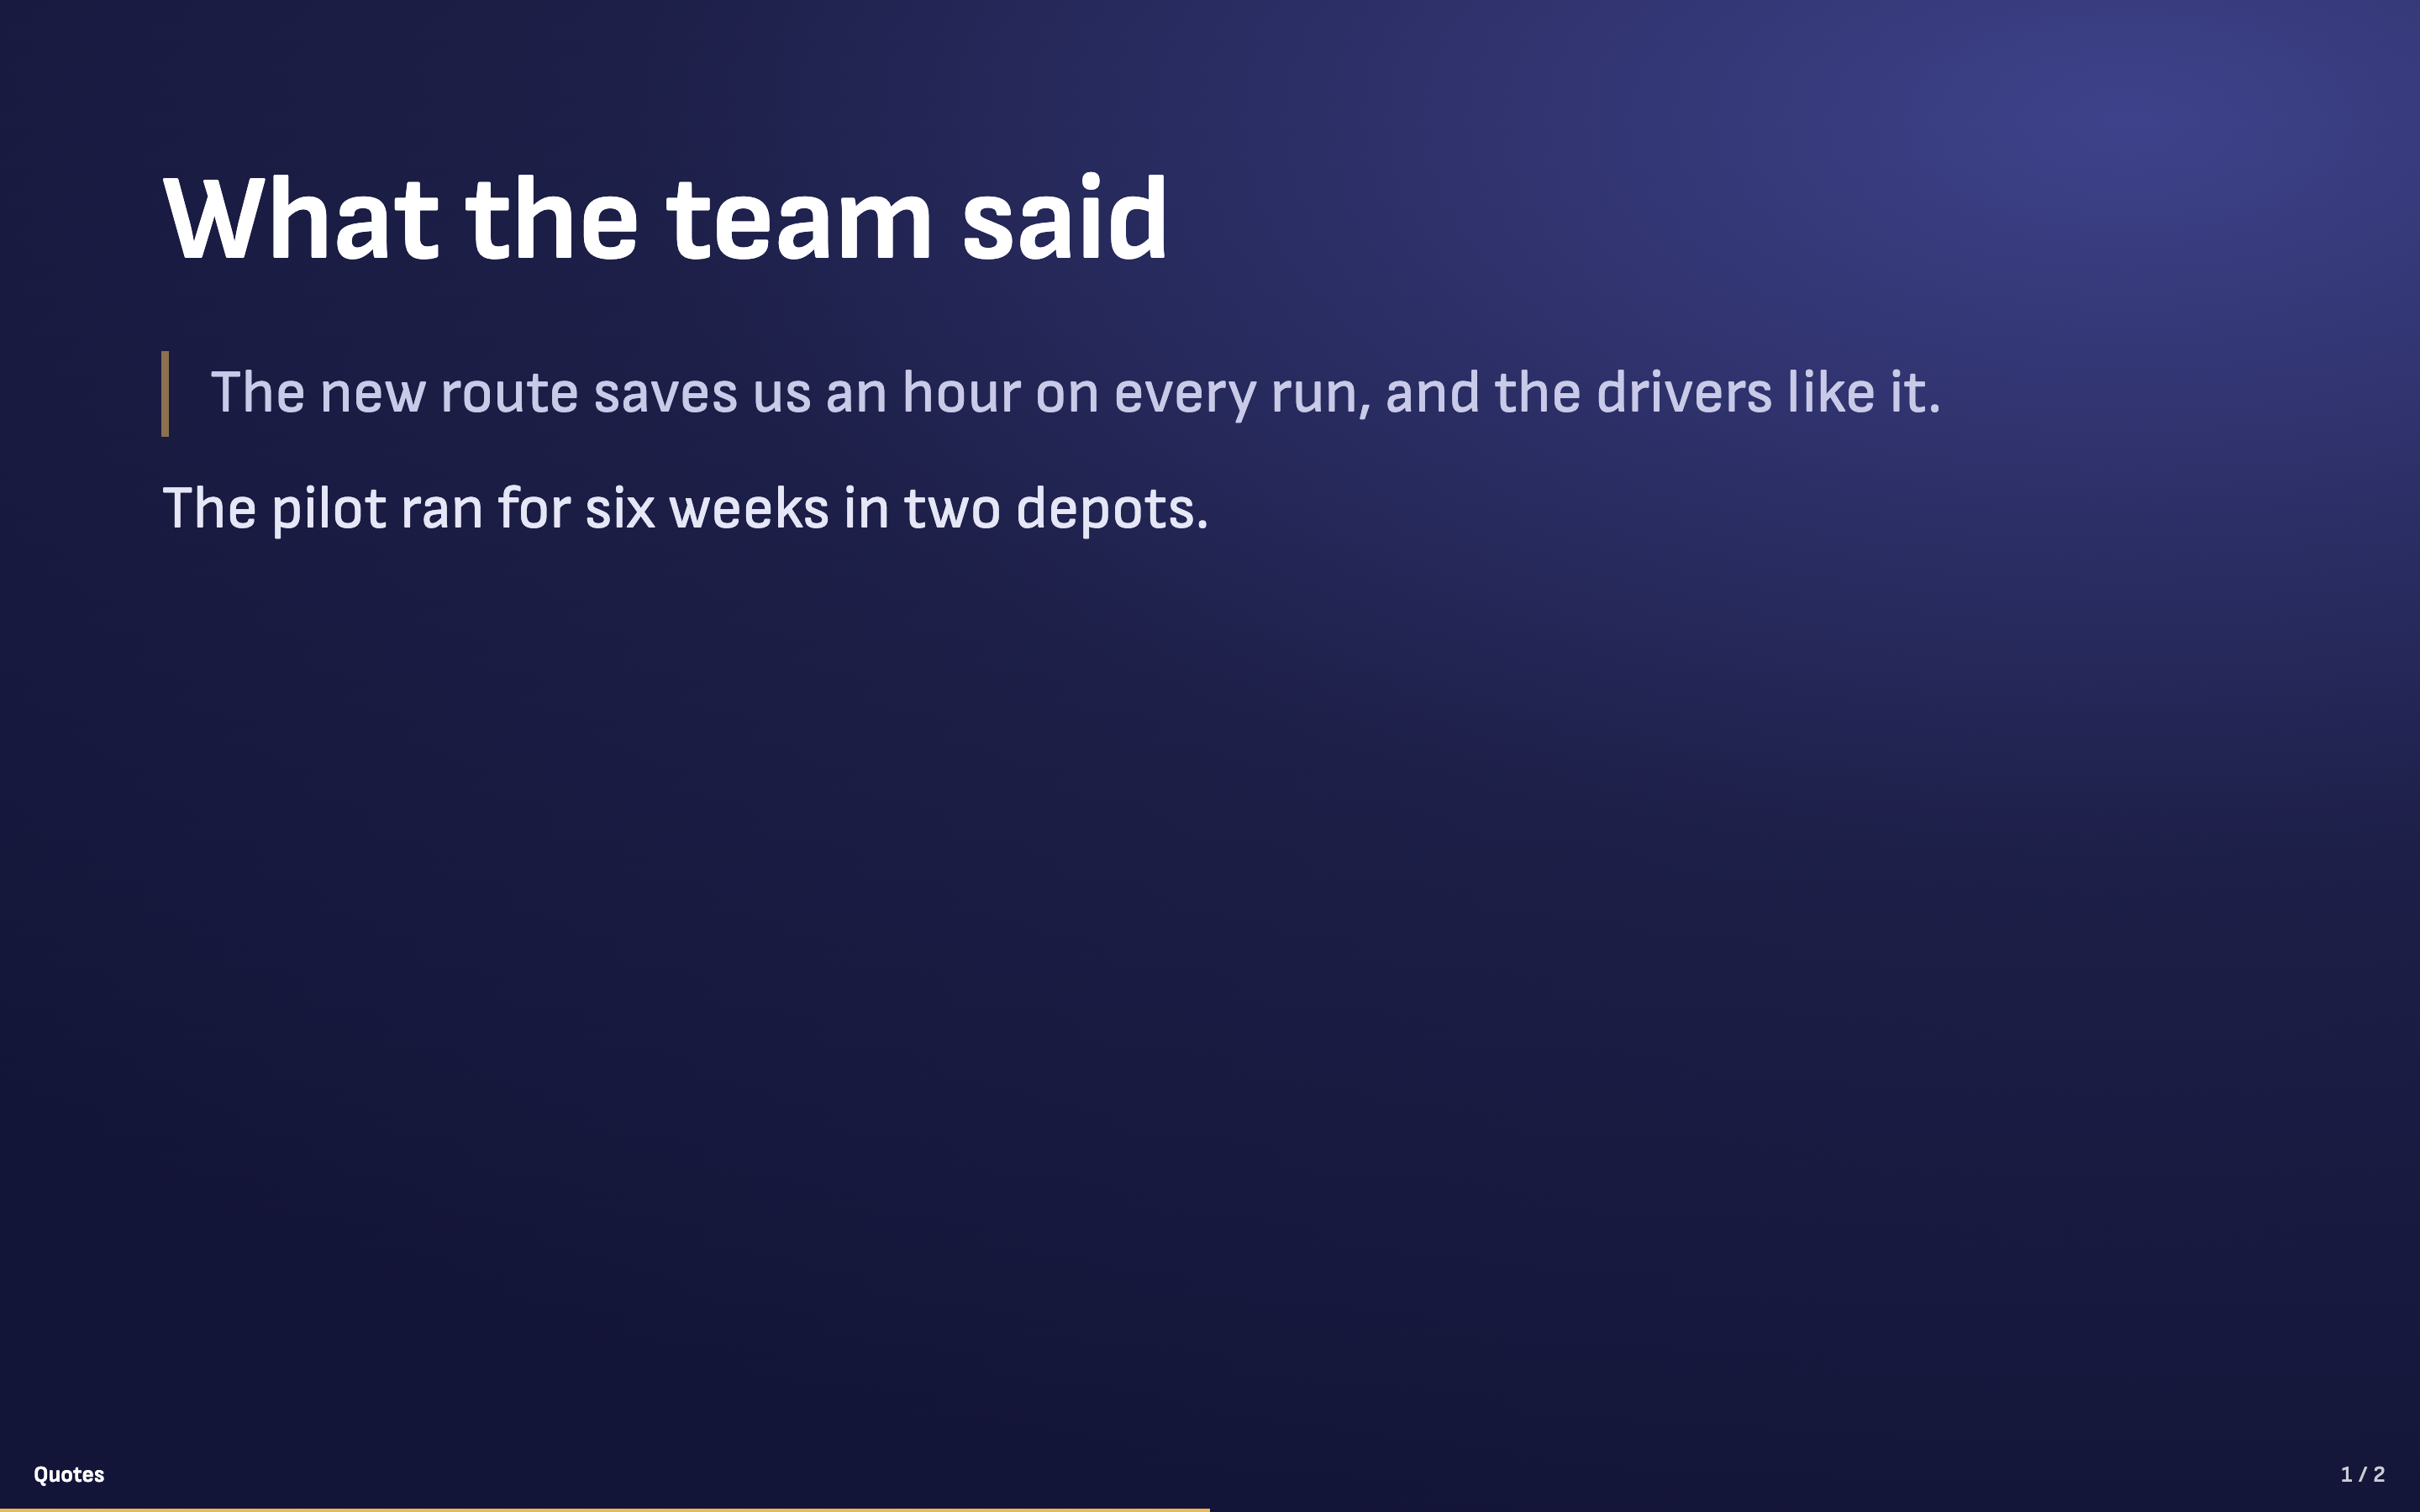 What the team said
The new route saves us an hour on every run, and the drivers like it.
The pilot ran for six weeks in two depots.
Quotes
1 / 2